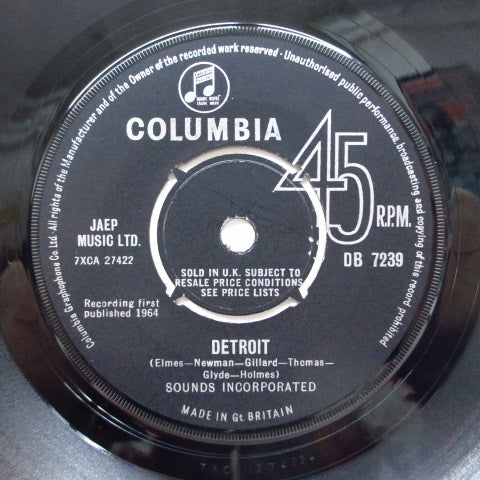 Columbia Graphophone Co Ltd. All rights of the Manufacturer and of the Owner of the recorded work reserved · Unauthorised public performance, broadcasting and copying of this record prohibited
COLUMBIA
45
R.P.M.
JAEP
MUSIC LTD.
7XCA 27422
DB 7239
SOLD IN U.K. SUBJECT TO
RESALE PRICE CONDITIONS
SEE PRICE LISTS
Recording first
published 1964
DETROIT
(Elmes—Newman—Gillard—Thomas—
Glyde—Holmes)
SOUNDS INCORPORATED
MADE IN Gt. BRITAIN